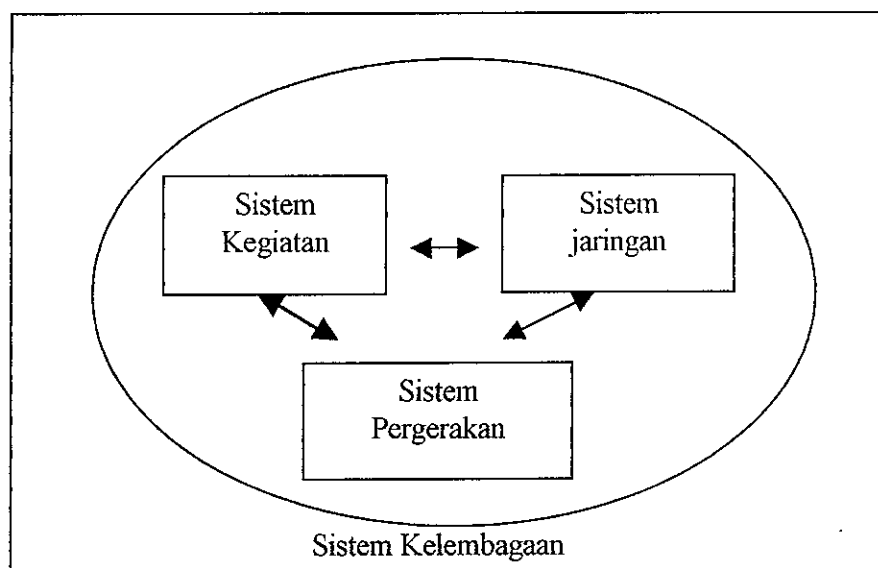 Sistem
Kegiatan
Sistem
jaringan
Sistem
Pergerakan
Sistem Kelembagaan